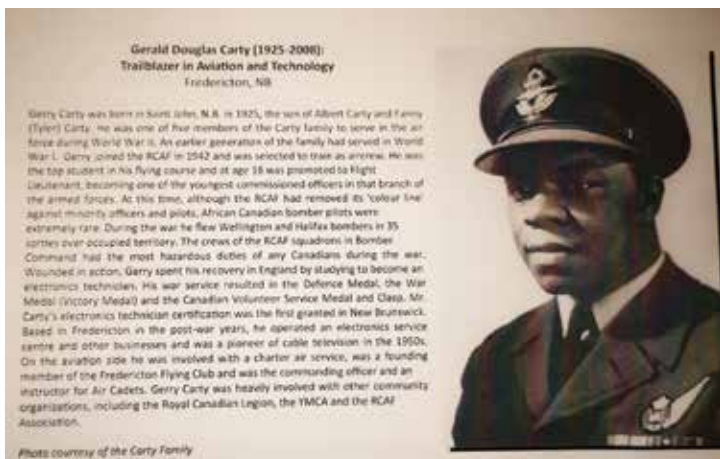 Gerald Douglas Carty (1925-2008):
Trailblazer in Aviation and Technology
Fredericton, NB
Gerry Carty was born in Saint John, N.B. in 1925, the son of Albert Carty and Fanny
(Tyler) Carty. He was one of five members of the Carty family to serve in the air
force during World War II. An earlier generation of the family had served in World
War I. Gerry joined the RCAF in 1942 and was selected to train as aircrew. He was
the top student in his flying course and at age 18 was promoted to Flight
Lieutenant, becoming one of the youngest commissioned officers in that branch of
the armed forces. At this time, although the RCAF had removed its 'colour line'
against minority officers and pilots, African Canadian bomber pilots were
extremely rare. During the war he flew Wellington and Halifax bombers in 35
sorties over occupied territory. The crews of the RCAF squadrons in Bomber
Command had the most hazardous duties of any Canadians during the war.
Wounded in action, Gerry spent his recovery in England by studying to become an
electronics technician. His war service resulted in the Defence Medal, the War
Medal (Victory Medal) and the Canadian Volunteer Service Medal and Clasp. Mr.
Carty's electronics technician certification was the first granted in New Brunswick.
Based in Fredericton in the post-war years, he operated an electronics service
centre and other businesses and was a pioneer of cable television in the 1950s.
On the aviation side he was involved with a charter air service, was a founding
member of the Fredericton Flying Club and was the commanding officer and an
instructor for Air Cadets. Gerry Carty was heavily involved with other community
organizations, including the Royal Canadian Legion, the YMCA and the RCAF
Association.
Photo courtesy of the Carty Family